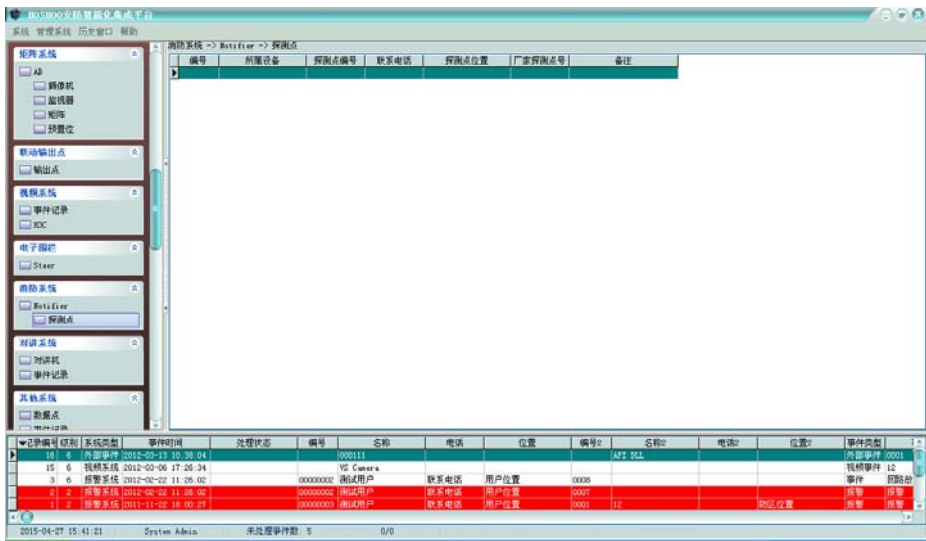 HOSHOO安防智能化集成平台
系统 管理系统 历史窗口 帮助
矩阵系统
AD
摄像机
监视器
矩阵
预置位
联动输出点
输出点
视频系统
事件记录
电子围栏
Steer
消防系统
Notifier
探测点
对讲系统
对讲机
事件记录
其他系统
数据点
事件记录
消防系统 -> Notifier -> 探测点
编号 所属设备 探测点编号 联系电话 探测点位置 厂家探测点号 备注
记录编号 级别 系统类型 事件时间 处理状态 编号 名称 电话 位置 编号2 名称2 电话2 位置2 事件类型
16 6 外部事件 2012-03-13 10:38:04 000111 API DLL 外部事件 0001
15 6 视频系统 2012-03-06 17:26:34 VS Camera 视频事件 12
3 6 报警系统 2012-02-22 11:26:02 00000002 测试用户 联系电话 用户位置 0008 事件 回路故
2 2 报警系统 2012-02-22 11:26:02 00000002 测试用户 联系电话 用户位置 0007 报警 报警
1 2 报警系统 2011-11-22 18:00:27 00000003 测试用户 联系电话 用户位置 0001 112 防区位置 报警 报警
2015-04-27 15:41:21 System Admin 未处理事件数: 5 0/0